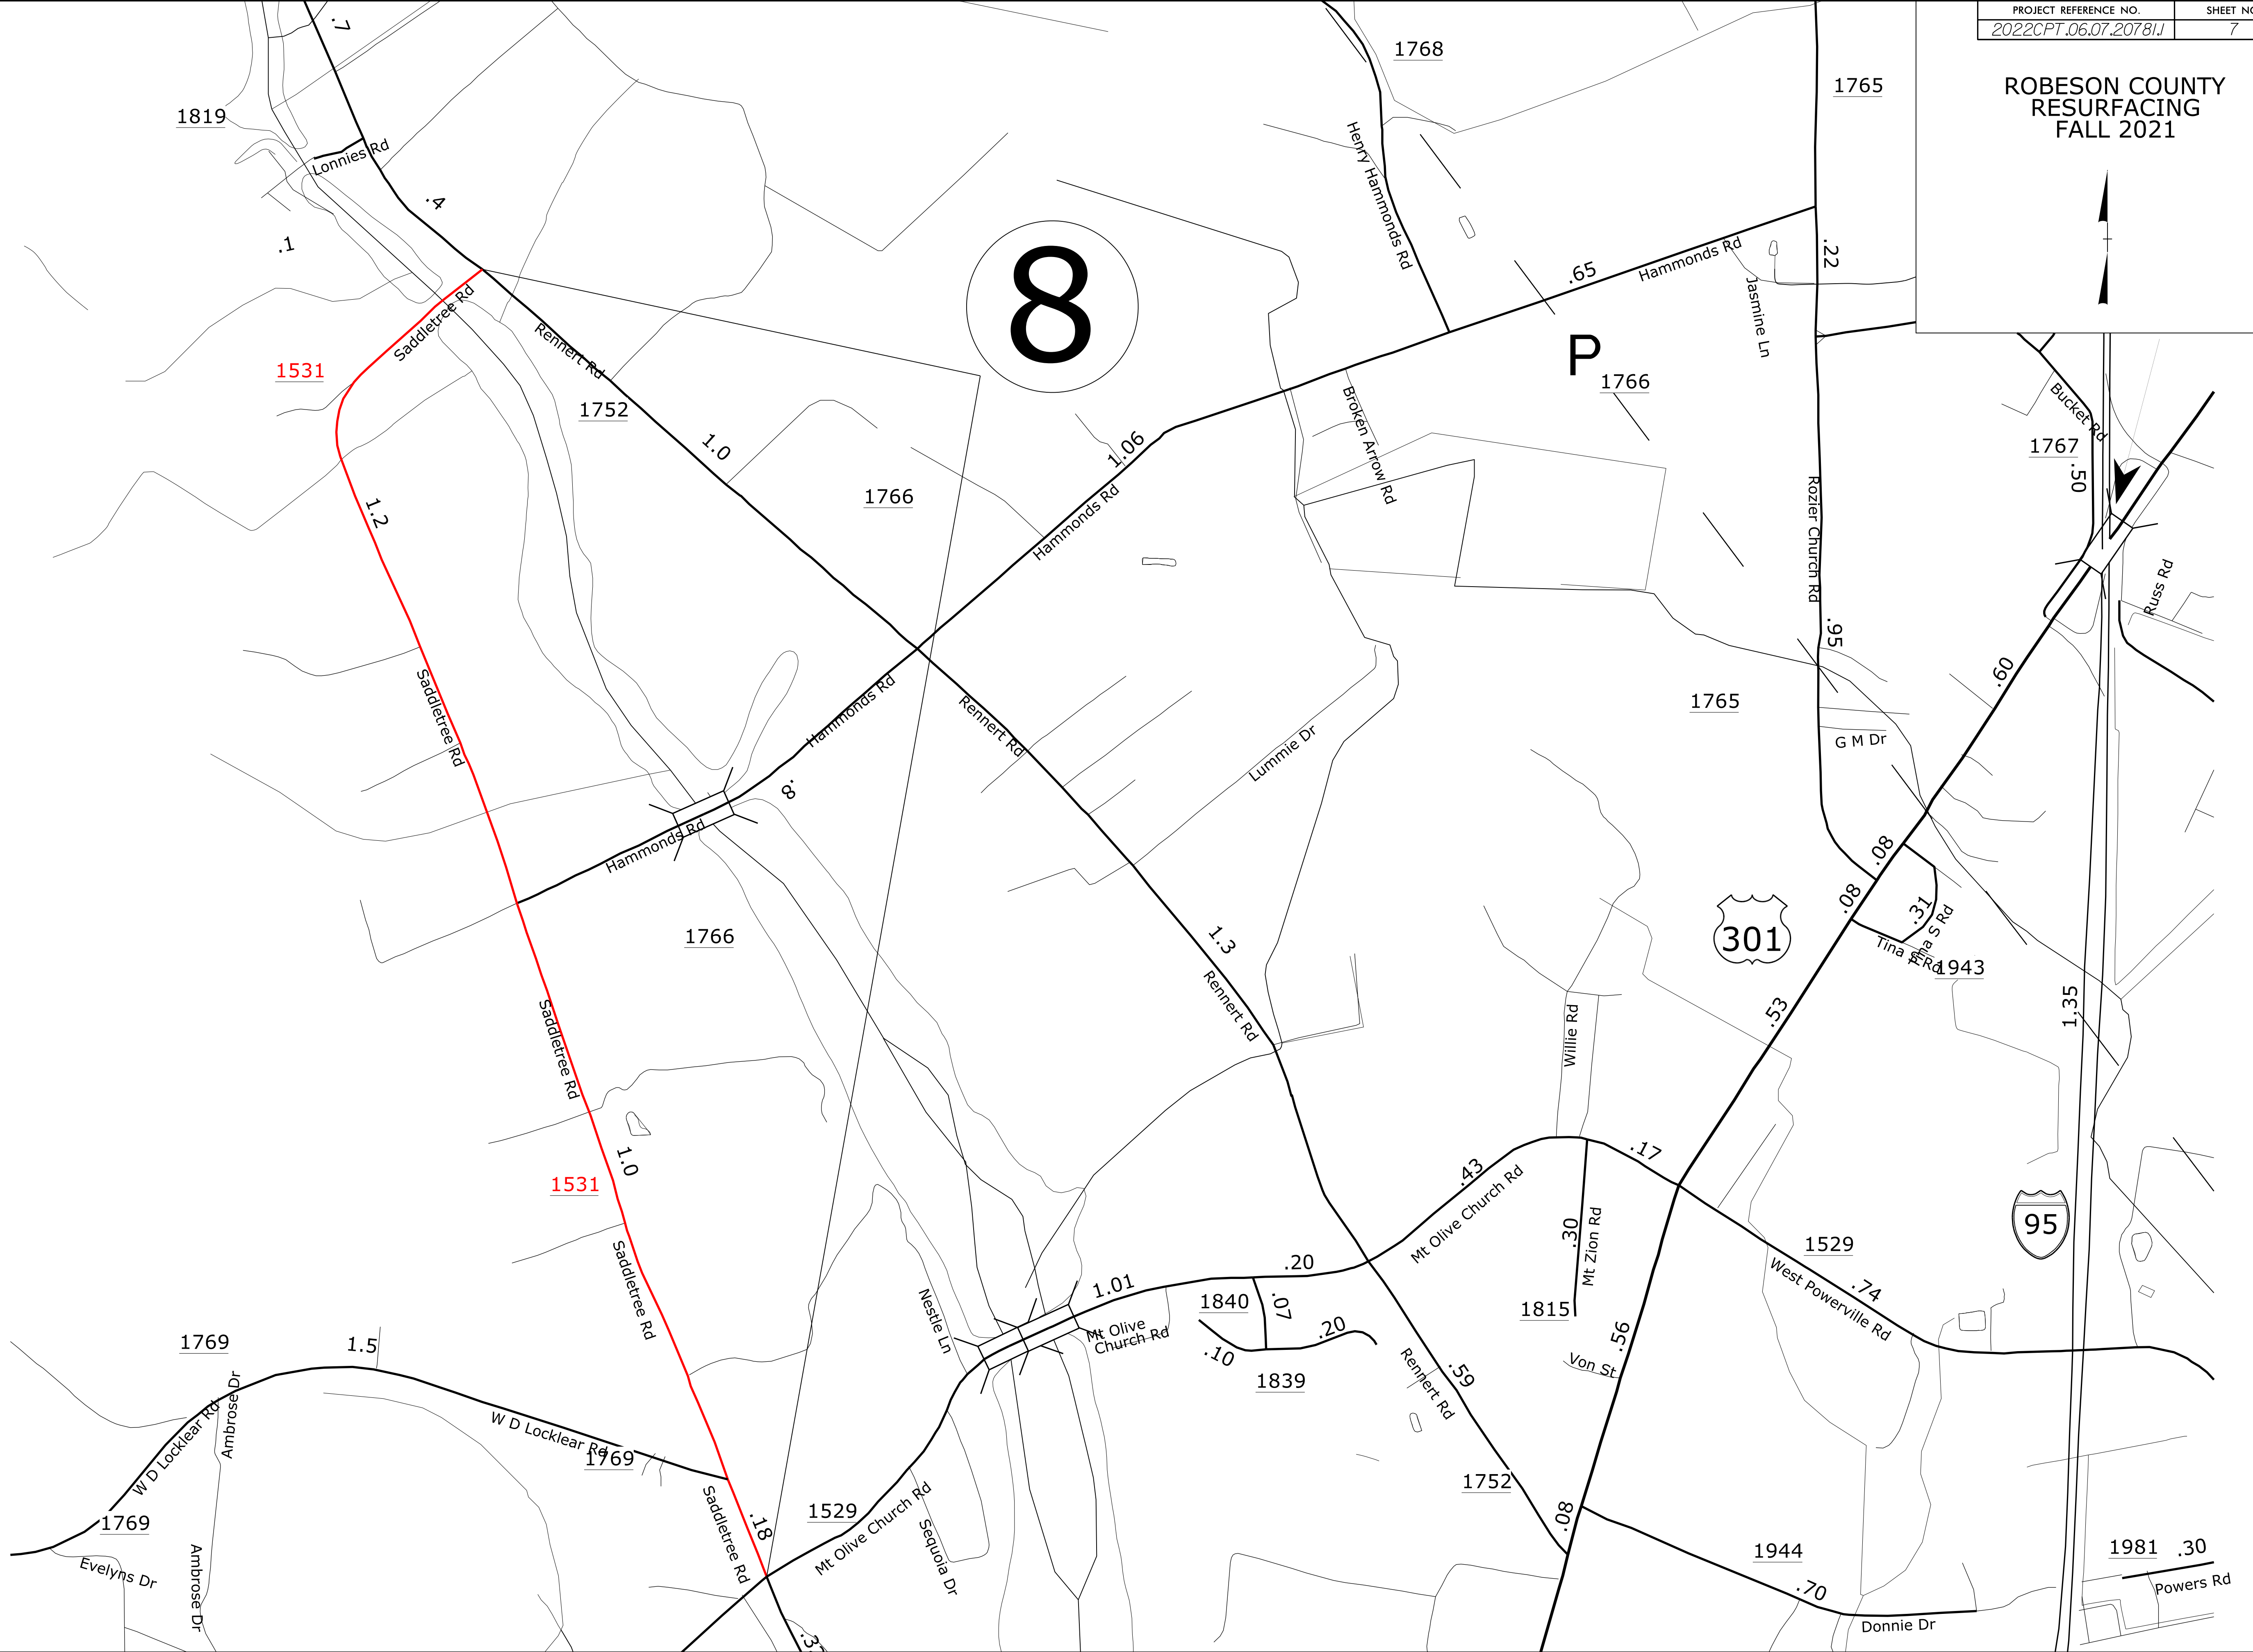 PROJECT REFERENCE NO.
SHEET NO
2022CPT.06.07.20781.1
7
ROBESON COUNTY
RESURFACING
FALL 2021
.7
1768
1765
1819
Lonnies Rd
Henry Hammonds Rd
.4
.1
8
.65
Hammonds Rd
.22
Jasmine Ln
Saddletree Rd
Rennert Rd
P
1531
1766
1752
Broken Arrow Rd
Bucket Rd
1767
.50
1.0
1.06
1766
1.2
Hammonds Rd
Rozier Church Rd
Russ Rd
.95
.60
Saddletree Rd
Hammonds Rd
Rennert Rd
1765
G M Dr
Lummie Dr
.8
Hammonds Rd
.08
.08
.31
Tina S Rd
Tina S Rd
1943
301
1766
1.3
Rennert Rd
.53
1.35
Saddletree Rd
Willie Rd
1.0
1531
.17
.43
Mt Olive Church Rd
.30
Mt Zion Rd
1815
95
1529
.74
West Powerville Rd
Saddletree Rd
Nestle Ln
1.01
.20
1840
.07
Mt Olive
Church Rd
.10
.20
1839
.56
Von St
.59
Rennert Rd
1769
1.5
Ambrose Dr
W D Locklear Rd
W D Locklear Rd
1769
1752
Saddletree Rd
.18
1529
Mt Olive Church Rd
Sequoia Dr
.08
1769
Evelyns Dr
Ambrose Dr
1944
.70
Donnie Dr
1981
.30
Powers Rd